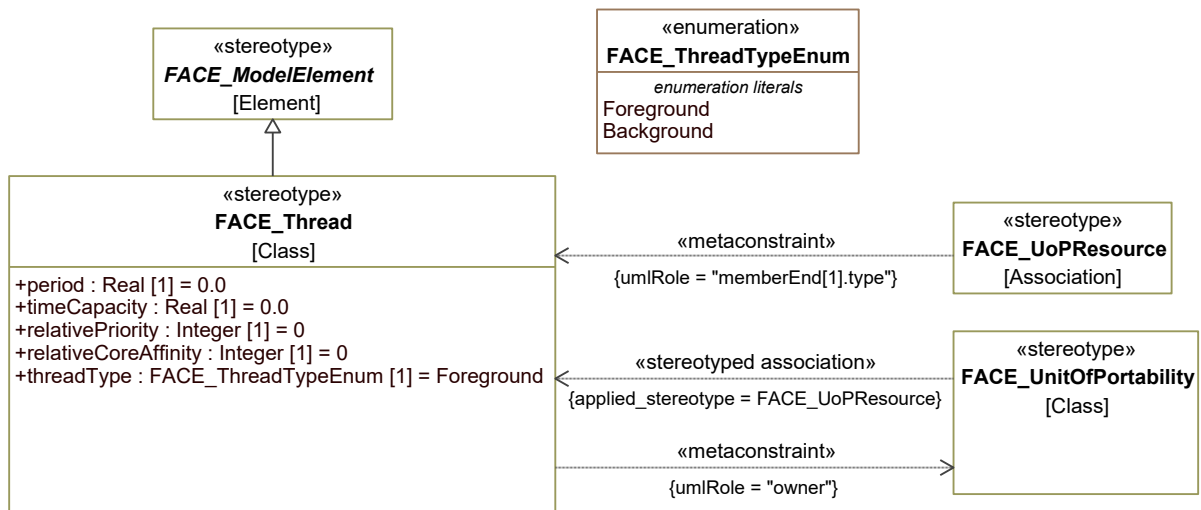 «stereotype»
FACE_ModelElement
[Element]
«enumeration»
FACE_ThreadTypeEnum
enumeration literals
Foreground
Background
«stereotype»
FACE_Thread
[Class]
+period : Real [1] = 0.0
+timeCapacity : Real [1] = 0.0
+relativePriority : Integer [1] = 0
+relativeCoreAffinity : Integer [1] = 0
+threadType : FACE_ThreadTypeEnum [1] = Foreground
«metaconstraint»
{umlRole = "memberEnd[1].type"}
«stereotype»
FACE_UoPResource
[Association]
«stereotyped association»
{applied_stereotype = FACE_UoPResource}
«stereotype»
FACE_UnitOfPortability
[Class]
«metaconstraint»
{umlRole = "owner"}